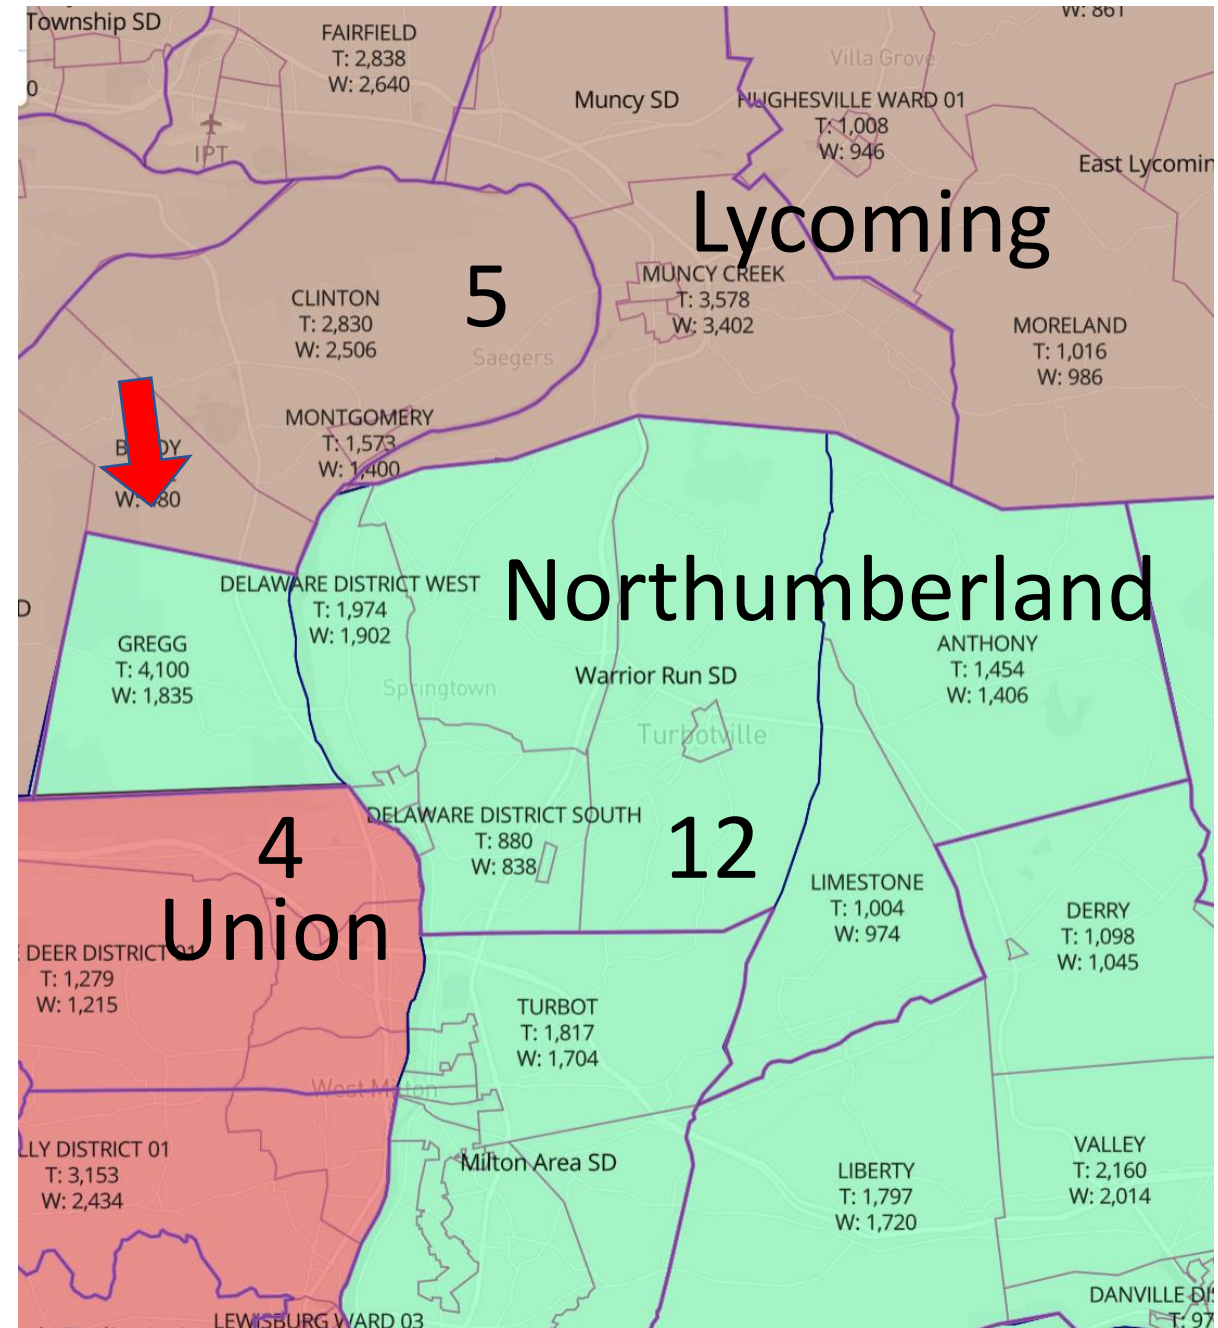 Township SD
FAIRFIELD
T: 2,838
W: 2,640
W: 861
Villa Grove
Muncy SD
HUGHESVILLE WARD 01
T: 1,008
W: 946
0
IPT
East Lycomin
Lycoming
5
CLINTON
T: 2,830
W: 2,506
MUNCY CREEK
T: 3,578
W: 3,402
Saegers
MORELAND
T: 1,016
W: 986
MONTGOMERY
T: 1,573
W: 1,400
Northumberland
D
DELAWARE DISTRICT WEST
T: 1,974
W: 1,902
GREGG
T: 4,100
W: 1,835
Springtown
Warrior Run SD
Turbotville
ANTHONY
T: 1,454
W: 1,406
4
Union
DELAWARE DISTRICT SOUTH
T: 880
W: 838
12
LIMESTONE
T: 1,004
W: 974
DERRY
T: 1,098
W: 1,045
E DEER DISTRICT 01
T: 1,279
W: 1,215
TURBOT
T: 1,817
W: 1,704
West Milton
LLY DISTRICT 01
T: 3,153
W: 2,434
Milton Area SD
LIBERTY
T: 1,797
W: 1,720
VALLEY
T: 2,160
W: 2,014
LEWISBURG WARD 03
DANVILLE DIS
T: 97